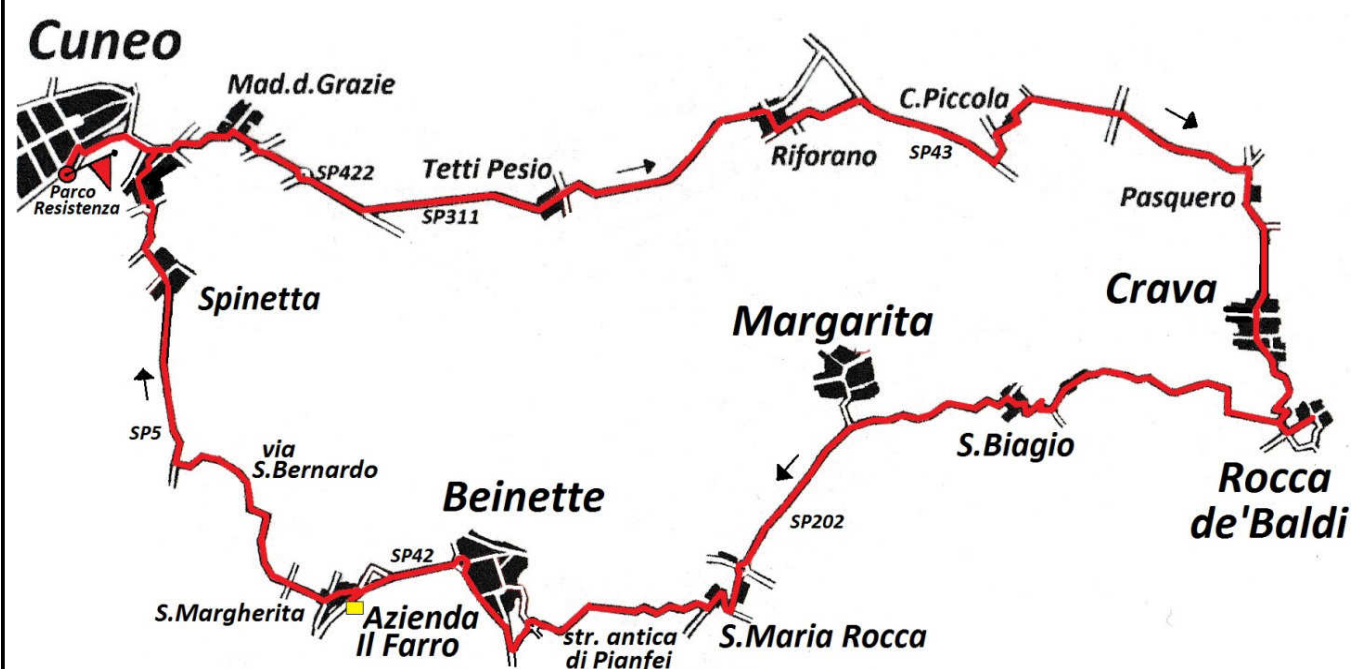 Cuneo
Mad.d.Grazie
C.Piccola
Riforano
SP43
Tetti Pesio
SP422
SP311
Parco
Resistenza
Pasquero
Spinetta
Crava
Margarita
SP5
via
S.Bernardo
S.Biagio
Rocca
de'Baldi
Beinette
SP202
SP42
S.Margherita
Azienda
Il Farro
str. antica
di Pianfei
S.Maria Rocca